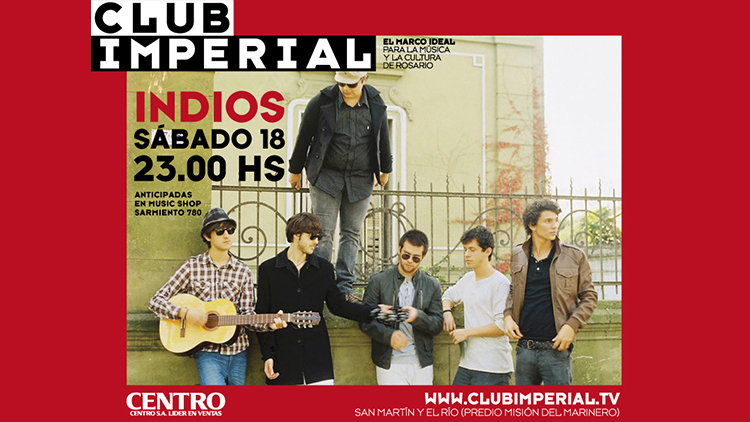 CLUB
IMPERIAL
EL MARCO IDEAL
PARA LA MÚSICA
Y LA CULTURA
DE ROSARIO
INDIOS
SÁBADO 18
23.00 HS
ANTICIPADAS
EN MUSIC SHOP
SARMIENTO 780
CENTRO
CENTRO S.A. LIDER EN VENTAS
WWW.CLUBIMPERIAL.TV
SAN MARTÍN Y EL RÍO (PREDIO MISIÓN DEL MARINERO)